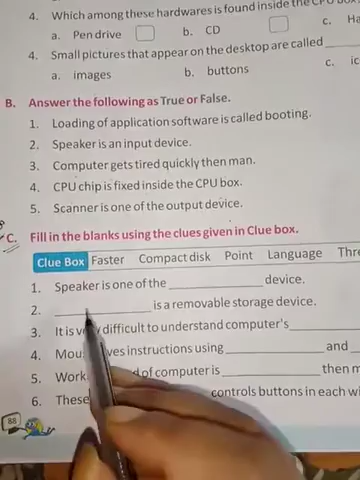 4. Which among these hardwares is found inside the CPU box
a. Pen drive b. CD c. Ha
4. Small pictures that appear on the desktop are called
a. images b. buttons c. ic
B. Answer the following as True or False.
1. Loading of application software is called booting.
2. Speaker is an input device.
3. Computer gets tired quickly then man.
4. CPU chip is fixed inside the CPU box.
5. Scanner is one of the output device.
C. Fill in the blanks using the clues given in Clue box.
Clue Box Faster Compact disk Point Language Thre
1. Speaker is one of the ____________ device.
2. ____________ is a removable storage device.
3. It is difficult to understand computer's
4. Mou ves instructions using ____________ and
5. Work of computer is ____________ then m
6. These controls buttons in each wi
88